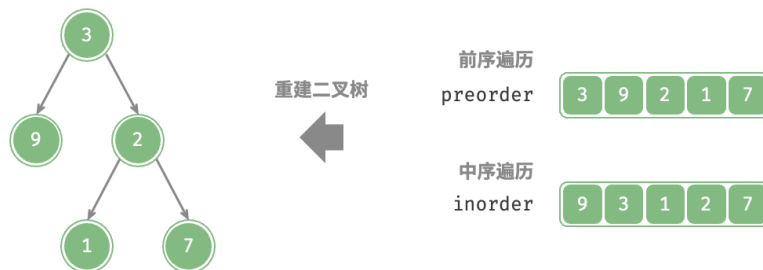 3
9
2
1
7
重建二叉树
前序遍历
preorder 3 9 2 1 7
中序遍历
inorder 9 3 1 2 7